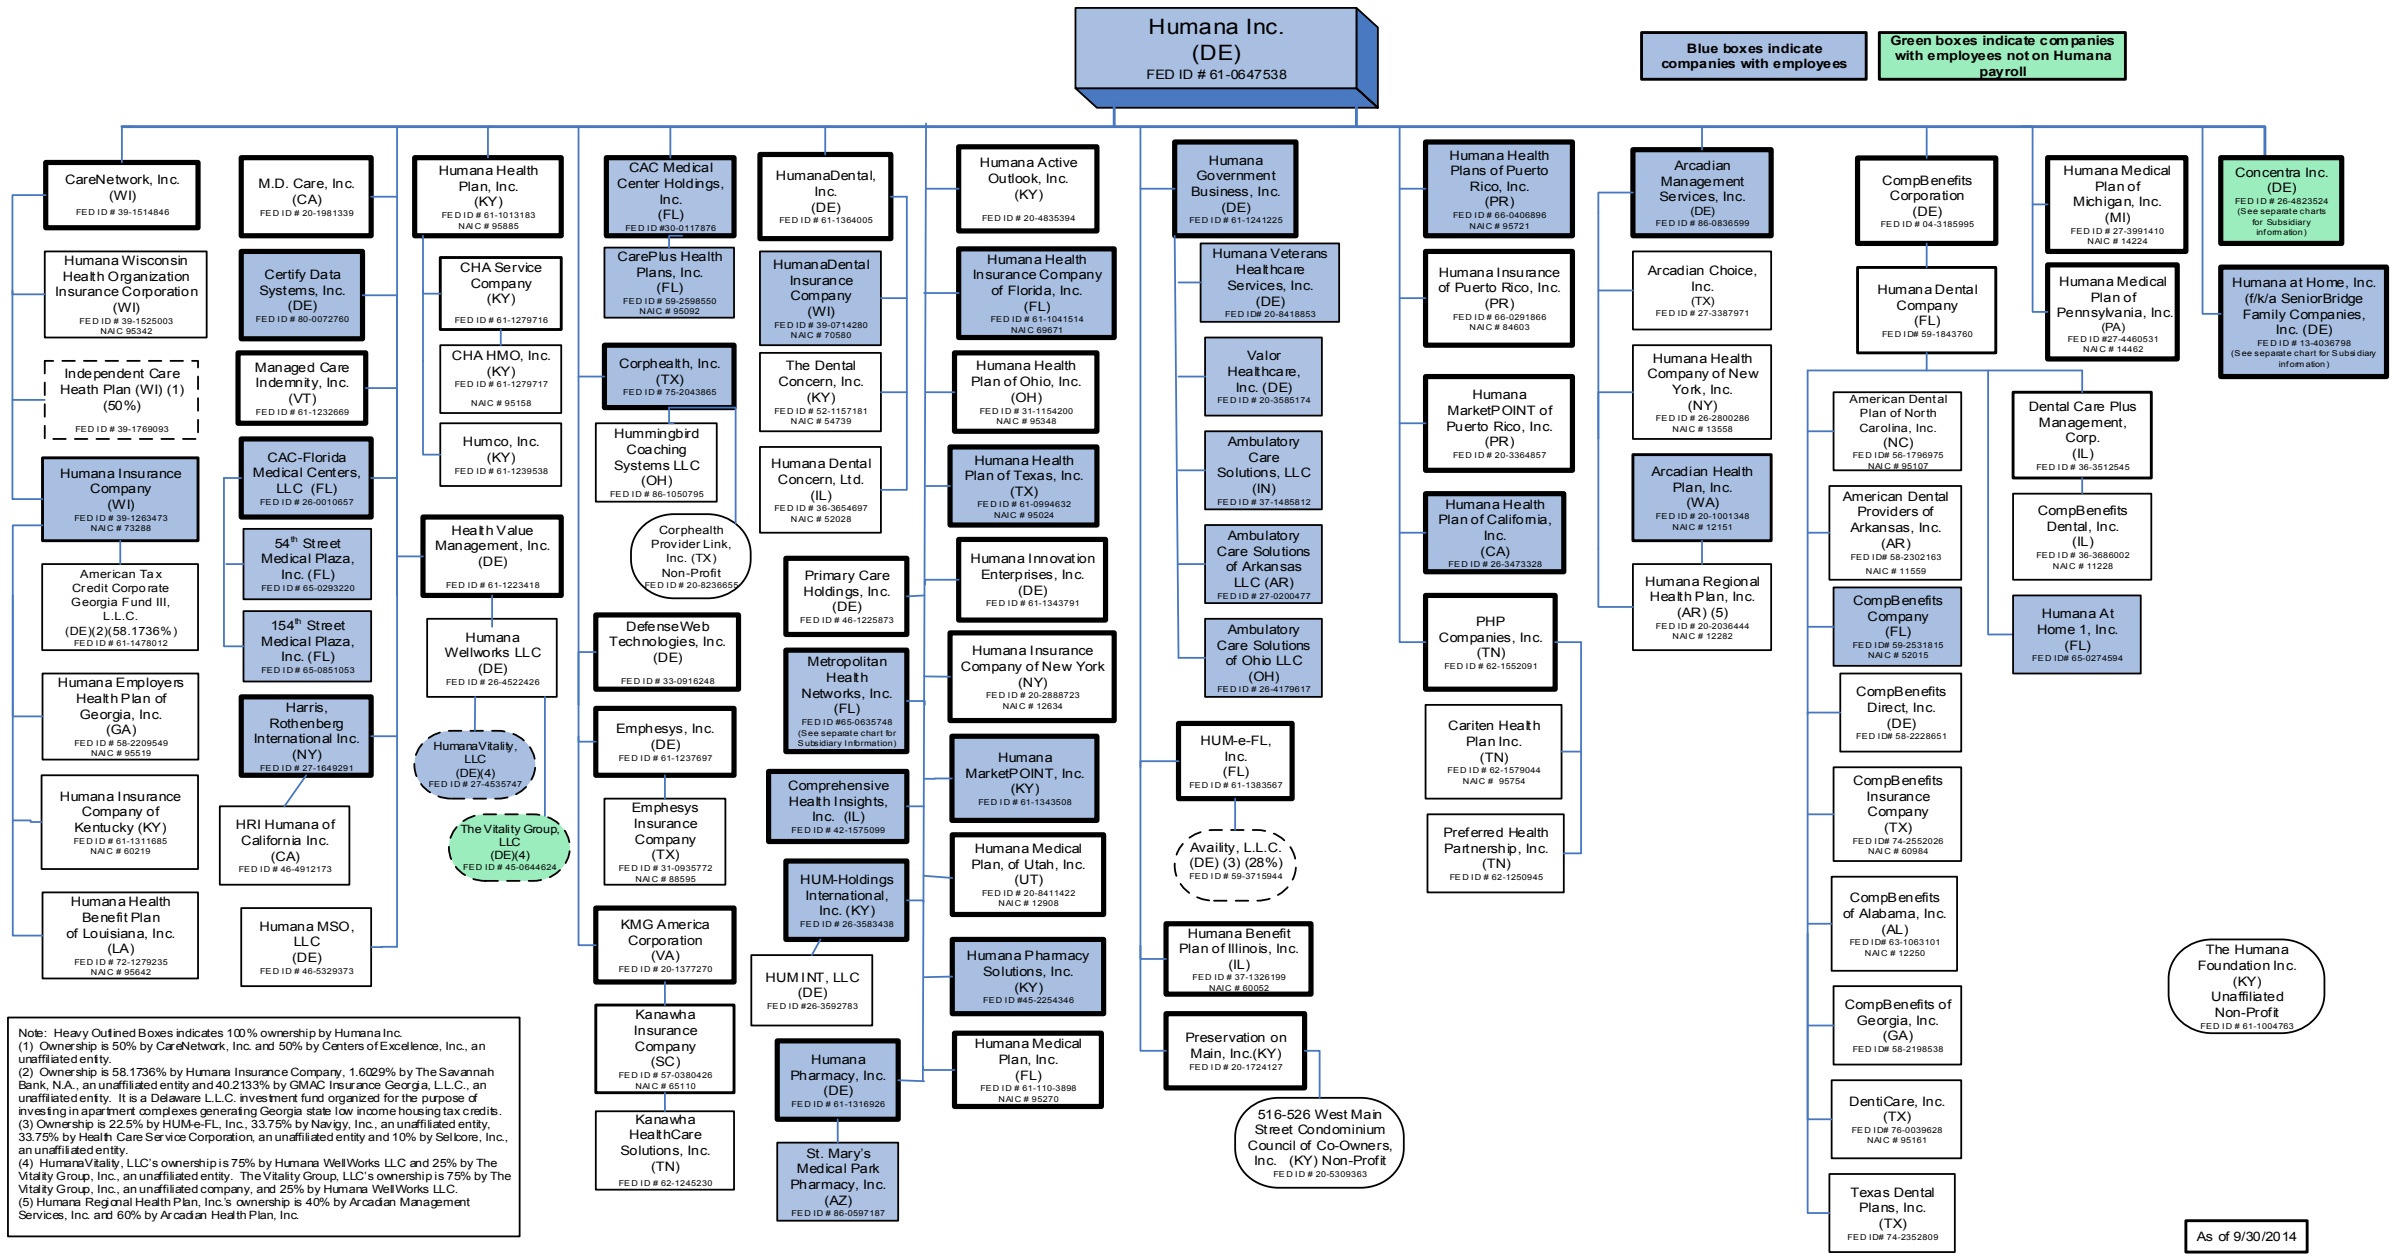 Humana Inc.
(DE)
FED ID # 61-0647538
Blue boxes indicate
companies with employees
Green boxes indicate companies
with employees not on Humana
payroll
CareNetwork, Inc.
(WI)
FED ID # 39-1514846
Humana Wisconsin
Health Organization
Insurance Corporation
(WI)
FED ID # 39-1525003
NAIC 95342
Independent Care
Heath Plan (WI) (1)
(50%)
FED ID # 39-1769093
Humana Insurance
Company
(WI)
FED ID # 39-1263473
NAIC # 73288
American Tax
Credit Corporate
Georgia Fund III,
L.L.C.
(DE)(2)(58.1736%)
FED ID # 61-1478012
Humana Employers
Health Plan of
Georgia, Inc.
(GA)
FED ID # 58-2209549
NAIC # 95519
Humana Insurance
Company of
Kentucky (KY)
FED ID # 61-1311685
NAIC # 60219
Humana Health
Benefit Plan
of Louisiana, Inc.
(LA)
FED ID # 72-1279235
NAIC # 95642
M.D. Care, Inc.
(CA)
FED ID # 20-1981339
Certify Data
Systems, Inc.
(DE)
FED ID # 80-0072760
Managed Care
Indemnity, Inc.
(VT)
FED ID # 61-1232669
CAC-Florida
Medical Centers,
LLC (FL)
FED ID # 26-0010657
54th Street
Medical Plaza,
Inc. (FL)
FED ID # 65-0293220
154th Street
Medical Plaza,
Inc. (FL)
FED ID # 65-0851053
Harris,
Rothenberg
International Inc.
(NY)
FED ID # 27-1649291
HRI Humana of
California Inc.
(CA)
FED ID # 46-4912173
Humana MSO,
LLC
(DE)
FED ID # 46-5329373
Humana Health
Plan, Inc.
(KY)
FED ID # 61-1013183
NAIC # 95885
CHA Service
Company
(KY)
FED ID # 61-1279716
CHA HMO, Inc.
(KY)
FED ID # 61-1279717
NAIC # 95158
Humco, Inc.
(KY)
FED ID # 61-1239538
Health Value
Management, Inc.
(DE)
FED ID # 61-1223418
Humana
Wellworks LLC
(DE)
FED ID # 26-4522426
HumanaVitality,
LLC
(DE)(4)
FED ID # 27-4535747
The Vitality Group,
LLC
(DE)(4)
FED ID # 45-0644624
CAC Medical
Center Holdings,
Inc.
(FL)
FED ID #30-0117876
CarePlus Health
Plans, Inc.
(FL)
FED ID # 59-2598550
NAIC # 95092
Corphealth, Inc.
(TX)
FED ID # 75-2043865
Hummingbird
Coaching
Systems LLC
(OH)
FED ID # 86-1050795
Corphealth
Provider Link,
Inc. (TX)
Non-Profit
FED ID # 20-8236655
DefenseWeb
Technologies, Inc.
(DE)
FED ID # 33-0916248
Emphesys, Inc.
(DE)
FED ID # 61-1237697
Emphesys
Insurance
Company
(TX)
FED ID # 31-0935772
NAIC # 88595
KMG America
Corporation
(VA)
FED ID # 20-1377270
Kanawha
Insurance
Company
(SC)
FED ID # 57-0380426
NAIC # 65110
Kanawha
HealthCare
Solutions, Inc.
(TN)
FED ID # 62-1245230
HumanaDental,
Inc.
(DE)
FED ID # 61-1364005
HumanaDental
Insurance
Company
(WI)
FED ID # 39-0714280
NAIC # 70580
The Dental
Concern, Inc.
(KY)
FED ID # 52-1157181
NAIC # 54739
Humana Dental
Concern, Ltd.
(IL)
FED ID # 36-3654697
NAIC # 52028
Primary Care
Holdings, Inc.
(DE)
FED ID # 46-1225873
Metropolitan
Health
Networks, Inc.
(FL)
FED ID #65-0635748
(See separate chart for
Subsidiary Information)
Comprehensive
Health Insights,
Inc. (IL)
FED ID # 42-1575099
HUM-Holdings
International,
Inc. (KY)
FED ID # 26-3583438
HUM INT, LLC
(DE)
FED ID #26-3592783
Humana
Pharmacy, Inc.
(DE)
FED ID # 61-1316926
St. Mary's
Medical Park
Pharmacy, Inc.
(AZ)
FED ID # 86-0597187
Humana Active
Outlook, Inc.
(KY)
FED ID # 20-4835394
Humana Health
Insurance Company
of Florida, Inc.
(FL)
FED ID # 61-1041514
NAIC 69671
Humana Health
Plan of Ohio, Inc.
(OH)
FED ID # 31-1154200
NAIC # 95348
Humana Health
Plan of Texas, Inc.
(TX)
FED ID # 61-0994632
NAIC # 95024
Humana Innovation
Enterprises, Inc.
(DE)
FED ID # 61-1343791
Humana Insurance
Company of New York
(NY)
FED ID # 20-2888723
NAIC # 12634
Humana
MarketPOINT, Inc.
(KY)
FED ID # 61-1343508
Humana Medical
Plan, of Utah, Inc.
(UT)
FED ID # 20-8411422
NAIC # 12908
Humana Pharmacy
Solutions, Inc.
(KY)
FED ID #45-2254346
Humana Medical
Plan, Inc.
(FL)
FED ID # 61-110-3898
NAIC # 95270
Humana
Government
Business, Inc.
(DE)
FED ID # 61-1241225
Humana Veterans
Healthcare
Services, Inc.
(DE)
FED ID# 20-8418853
Valor
Healthcare,
Inc. (DE)
FED ID # 20-3585174
Ambulatory
Care
Solutions, LLC
(IN)
FED ID # 37-1485812
Ambulatory
Care Solutions
of Arkansas
LLC (AR)
FED ID # 27-0200477
Ambulatory
Care Solutions
of Ohio LLC
(OH)
FED ID # 26-4179617
HUM-e-FL,
Inc.
(FL)
FED ID # 61-1383567
Availity, L.L.C.
(DE) (3) (28%)
FED ID # 59-3715944
Humana Benefit
Plan of Illinois, Inc.
(IL)
FED ID # 37-1326199
NAIC # 60052
Preservation on
Main, Inc.(KY)
FED ID # 20-1724127
516-526 West Main
Street Condominium
Council of Co-Owners,
Inc. (KY) Non-Profit
FED ID # 20-5309363
Humana Health
Plans of Puerto
Rico, Inc.
(PR)
FED ID # 66-0406896
NAIC # 95721
Humana Insurance
of Puerto Rico, Inc.
(PR)
FED ID # 66-0291866
NAIC # 84603
Humana
MarketPOINT of
Puerto Rico, Inc.
(PR)
FED ID # 20-3364857
Humana Health
Plan of California,
Inc.
(CA)
FED ID # 26-3473328
PHP
Companies, Inc.
(TN)
FED ID # 62-1552091
Cariten Health
Plan Inc.
(TN)
FED ID # 62-1579044
NAIC # 95754
Preferred Health
Partnership, Inc.
(TN)
FED ID # 62-1250945
Arcadian
Management
Services, Inc.
(DE)
FED ID # 86-0836599
Arcadian Choice,
Inc.
(TX)
FED ID # 27-3387971
Humana Health
Company of New
York, Inc.
(NY)
FED ID # 26-2800286
NAIC # 13558
Arcadian Health
Plan, Inc.
(WA)
FED ID # 20-1001348
NAIC # 12151
Humana Regional
Health Plan, Inc.
(AR) (5)
FED ID # 20-2036444
NAIC # 12282
CompBenefits
Corporation
(DE)
FED ID # 04-3185995
Humana Dental
Company
(FL)
FED ID# 59-1843760
American Dental
Plan of North
Carolina, Inc.
(NC)
FED ID# 56-1796975
NAIC # 95107
American Dental
Providers of
Arkansas, Inc.
(AR)
FED ID# 58-2302163
NAIC # 11559
CompBenefits
Company
(FL)
FED ID# 59-2531815
NAIC # 52015
CompBenefits
Direct, Inc.
(DE)
FED ID# 58-2228651
CompBenefits
Insurance
Company
(TX)
FED ID# 74-2552026
NAIC # 60984
CompBenefits
of Alabama, Inc.
(AL)
FED ID# 63-1063101
NAIC # 12250
CompBenefits of
Georgia, Inc.
(GA)
FED ID# 58-2198538
DentiCare, Inc.
(TX)
FED ID# 76-0039628
NAIC # 95161
Texas Dental
Plans, Inc.
(TX)
FED ID# 74-2352809
Dental Care Plus
Management,
Corp.
(IL)
FED ID # 36-3512545
CompBenefits
Dental, Inc.
(IL)
FED ID # 36-3686002
NAIC # 11228
Humana At
Home 1, Inc.
(FL)
FED ID# 65-0274594
Humana Medical
Plan of
Michigan, Inc.
(MI)
FED ID # 27-3991410
NAIC # 14224
Humana Medical
Plan of
Pennsylvania, Inc.
(PA)
FED ID #27-4460531
NAIC # 14462
Concentra Inc.
(DE)
FED ID # 26-4823524
(See separate charts
for Subsidiary
information)
Humana at Home, Inc.
(f/k/a SeniorBridge
Family Companies,
Inc. (DE)
FED ID # 13-4036798
(See separate chart for Subsidiary
information)
The Humana
Foundation Inc.
(KY)
Unaffiliated
Non-Profit
FED ID # 61-1004763
Note: Heavy Outlined Boxes indicates 100% ownership by Humana Inc.
(1) Ownership is 50% by CareNetwork, Inc. and 50% by Centers of Excellence, Inc., an
unaffiliated entity.
(2) Ownership is 58.1736% by Humana Insurance Company, 1.6029% by The Savannah
Bank, N.A., an unaffiliated entity and 40.2133% by GMAC Insurance Georgia, L.L.C., an
unaffiliated entity. It is a Delaware L.L.C. investment fund organized for the purpose of
investing in apartment complexes generating Georgia state low income housing tax credits.
(3) Ownership is 22.5% by HUM-e-FL, Inc., 33.75% by Navigy, Inc., an unaffiliated entity,
33.75% by Health Care Service Corporation, an unaffiliated entity and 10% by Sellcore, Inc.,
an unaffiliated entity.
(4) HumanaVitality, LLC's ownership is 75% by Humana WellWorks LLC and 25% by The
Vitality Group, Inc., an unaffiliated entity. The Vitality Group, LLC's ownership is 75% by The
Vitality Group, Inc., an unaffiliated company, and 25% by Humana WellWorks LLC.
(5) Humana Regional Health Plan, Inc.'s ownership is 40% by Arcadian Management
Services, Inc. and 60% by Arcadian Health Plan, Inc.
As of 9/30/2014